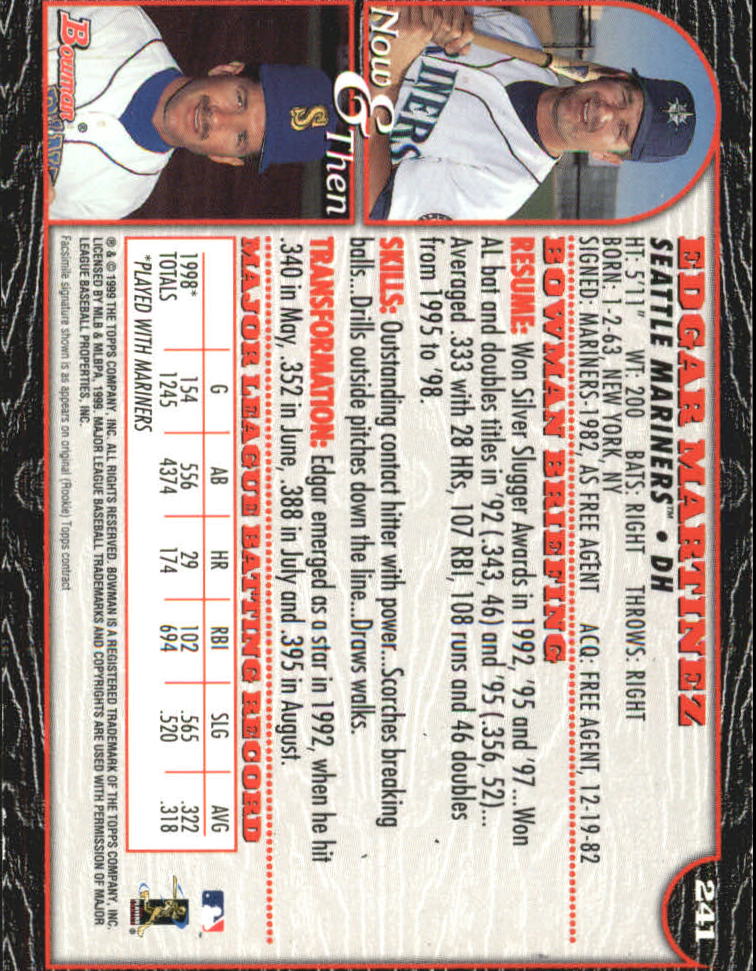 241
EDGAR MARTINEZ
SEATTLE MARINERS™ • DH
HT: 5'11" WT: 200 BATS: RIGHT THROWS: RIGHT
BORN: 1-2-63, NEW YORK, NY
SIGNED: MARINERS-1982, AS FREE AGENT ACQ: FREE AGENT, 12-19-82
BOWMAN BRIEFING
RESUME: Won Silver Slugger Awards in 1992, '95 and '97...Won
AL bat and doubles titles in '92 (.343, 46) and '95 (.356, 52)...
Averaged .333 with 28 HRs, 107 RBI, 108 runs and 46 doubles
from 1995 to '98.
SKILLS: Outstanding contact hitter with power...Scorches breaking
balls...Drills outside pitches down the line...Draws walks.
TRANSFORMATION: Edgar emerged as a star in 1992, when he hit
.340 in May, .352 in June, .388 in July and .395 in August.
MAJOR LEAGUE BATTING RECORD
G AB HR RBI SLG AVG
1998* 154 556 29 102 .565 .322
TOTALS 1245 4374 174 694 .520 .318
*PLAYED WITH MARINERS
® & © 1999 THE TOPPS COMPANY, INC. ALL RIGHTS RESERVED. BOWMAN IS A REGISTERED TRADEMARK OF THE TOPPS COMPANY, INC.
LICENSED BY MLB & MLBPA, 1999. MAJOR LEAGUE BASEBALL TRADEMARKS AND COPYRIGHTS ARE USED WITH PERMISSION OF MAJOR
LEAGUE BASEBALL PROPERTIES, INC.
Facsimile signature shown is as appears on original (Rookie) Topps contract
INERS
Now &
Then
S
Bowman ®